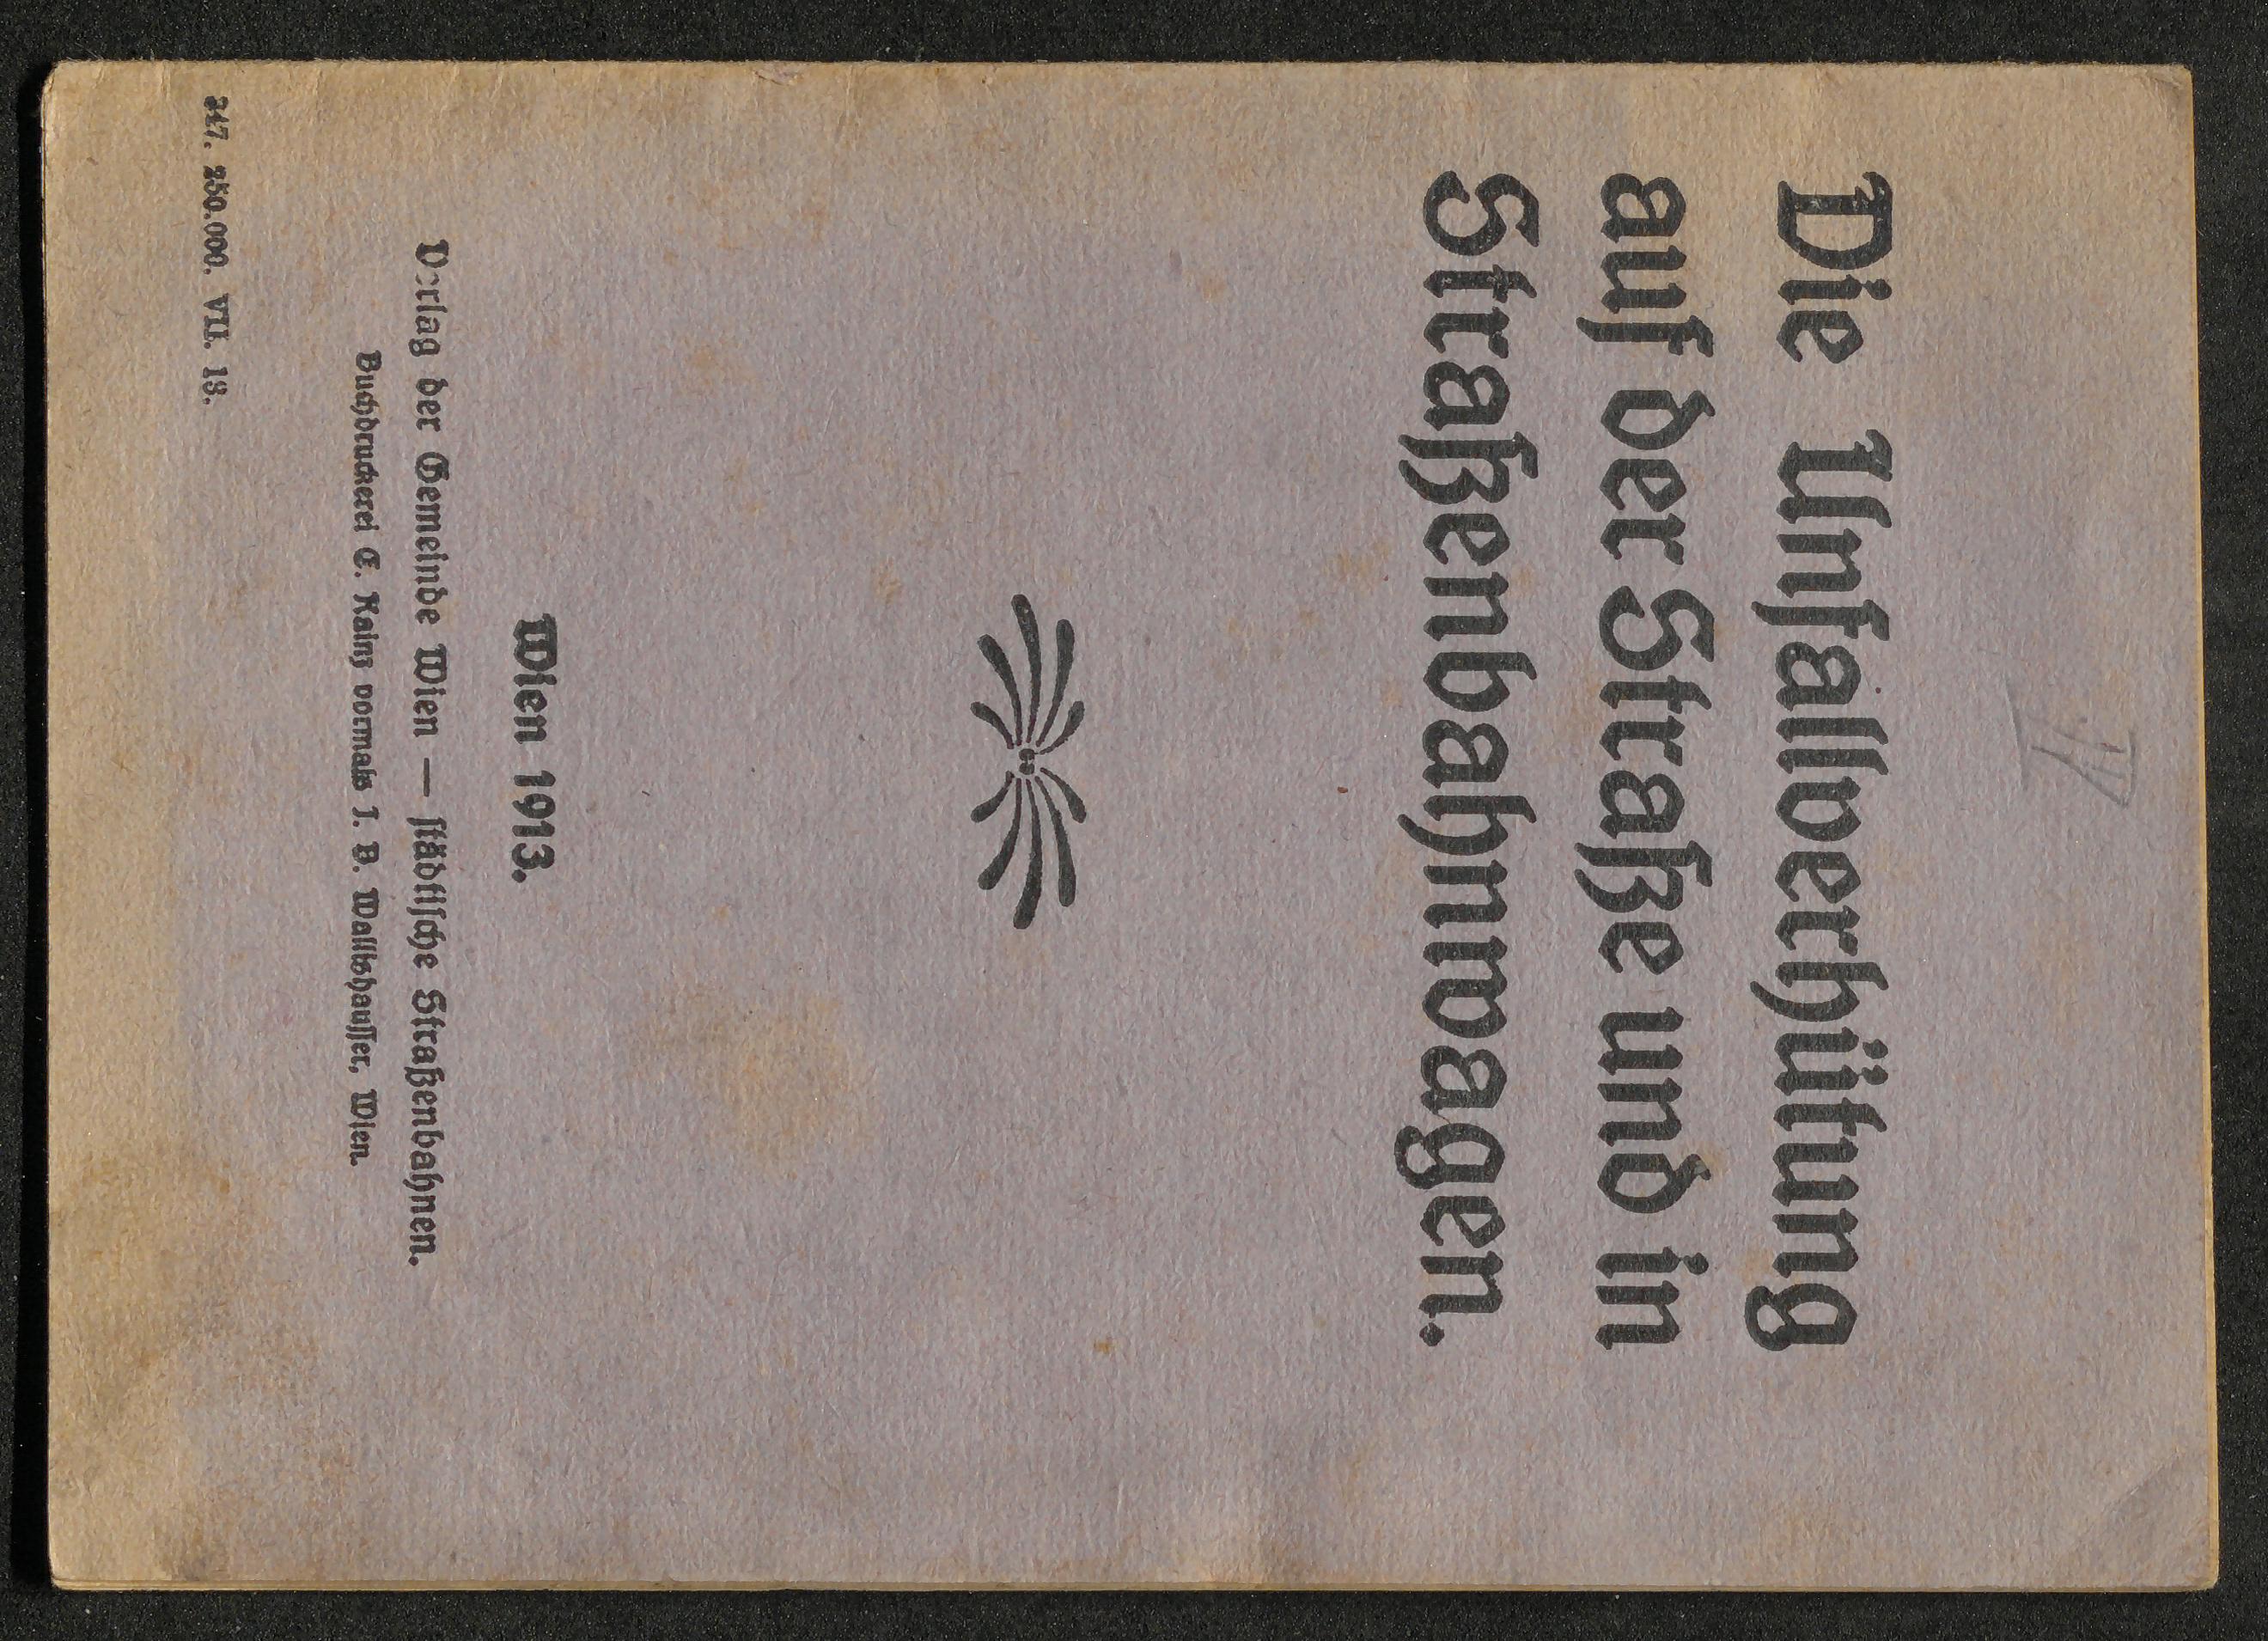 Die Unfallverhütung
auf der Straße und in
Straßenbahnwagen.
Wien 1913.
Verlag der Gemeinde Wien — städtische Straßenbahnen.
Buchdruckerei C. Kainz vormals J. B. Wallishausser, Wien.
247. 250.000. VII. 13.